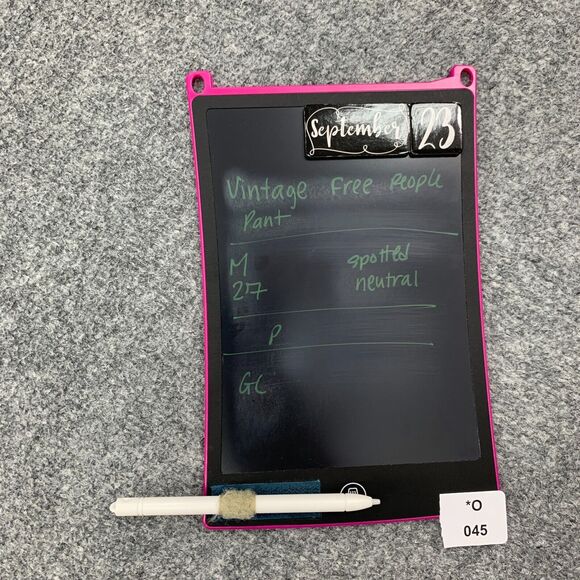 September 23
Vintage Free People
Pant
M spotted
27 neutral
P
GC
*O
045